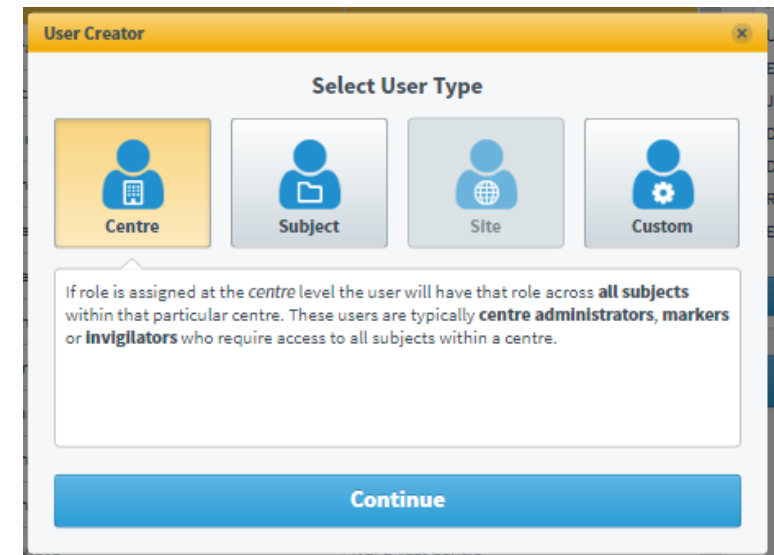 User Creator
Select User Type
Centre
Subject
Site
Custom
If role is assigned at the centre level the user will have that role across all subjects
within that particular centre. These users are typically centre administrators, markers
or invigilators who require access to all subjects within a centre.
Continue